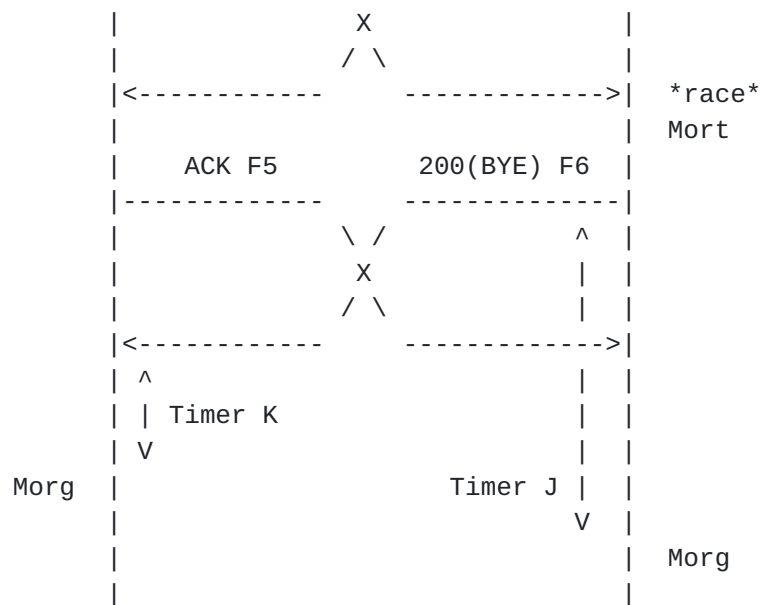 |                X                |
|               / \               |
|<------------     ------------->|  *race*
|                                 |  Mort
|    ACK F5         200(BYE) F6  |
|-------------     --------------|
|              \ /            ^  |
|               X             |  |
|              / \            |  |
|<------------     ------------->|
| ^                           |  |
| | Timer K                   |  |
| V                           |  |
Morg  |                     Timer J |  |
|                             V  |
|                                |  Morg
|                                |